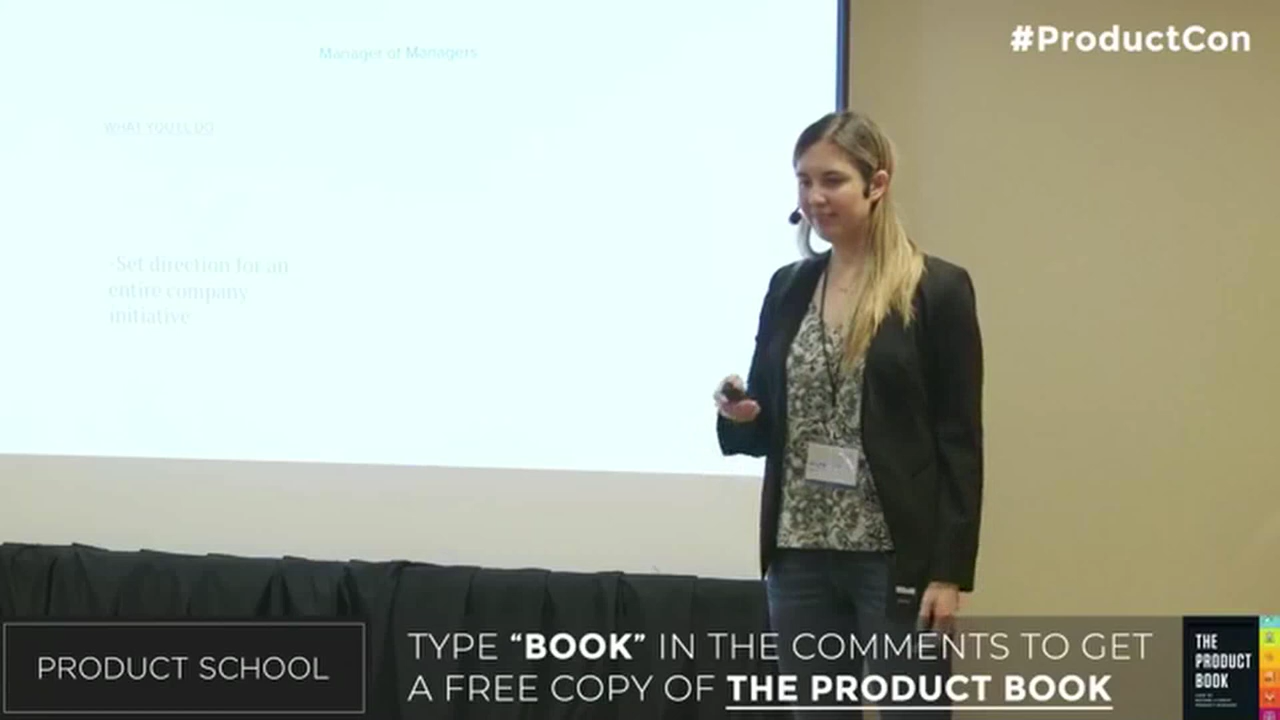 #ProductCon
Manager of Managers
WHAT YOU'LL DO
-Set direction for an
entire company
initiative
PRODUCT SCHOOL
TYPE “BOOK” IN THE COMMENTS TO GET
A FREE COPY OF THE PRODUCT BOOK
THE
PRODUCT
BOOK